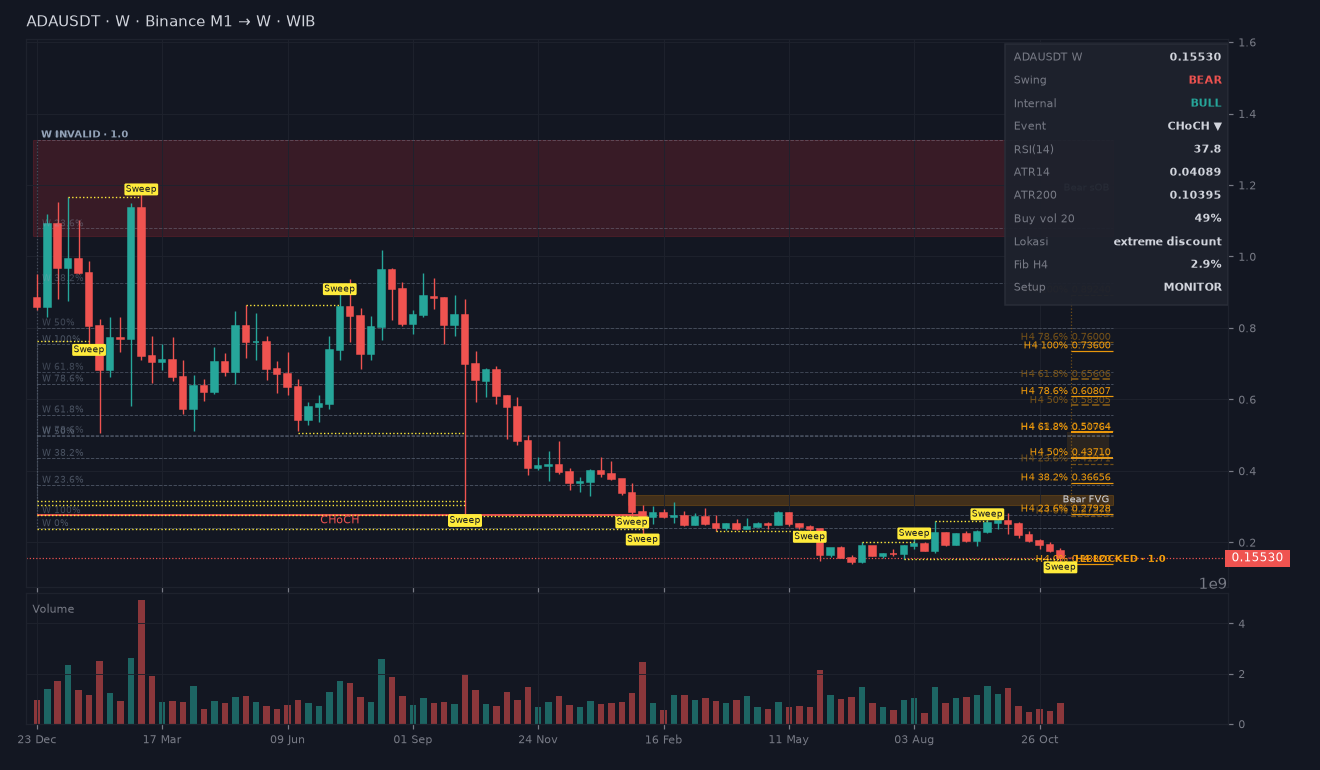 ADAUSDT · W · Binance M1 → W · WIB
1.6
1.4
1.2
1.0
0.8
0.6
0.4
0.2
ADAUSDT W 0.15530
Swing BEAR
Internal BULL
Event CHoCH ▼
RSI(14) 37.8
ATR14 0.04089
ATR200 0.10395
Buy vol 20 49%
Lokasi extreme discount
Fib H4 2.9%
Setup MONITOR
W INVALID · 1.0
Sweep
W 38.2%
Sweep
W 50%
W 100%
Sweep
W 61.8%
W 78.6%
W 61.8%
W 38.2%
W 23.6%
W 100%
W 0%
CHoCH
Sweep
Sweep
Sweep
Sweep
Sweep
Sweep
Sweep
H4 78.6% 0.76000
H4 100% 0.73600
H4 61.8% 0.65606
H4 78.6% 0.60807
H4 50% 0.58305
H4 61.8% 0.50764
H4 50% 0.43710
H4 38.2% 0.36656
Bear FVG
H4 23.6% 0.27928
0.15530
1e9
Volume
4
2
0
23 Dec
17 Mar
09 Jun
01 Sep
24 Nov
16 Feb
11 May
03 Aug
26 Oct